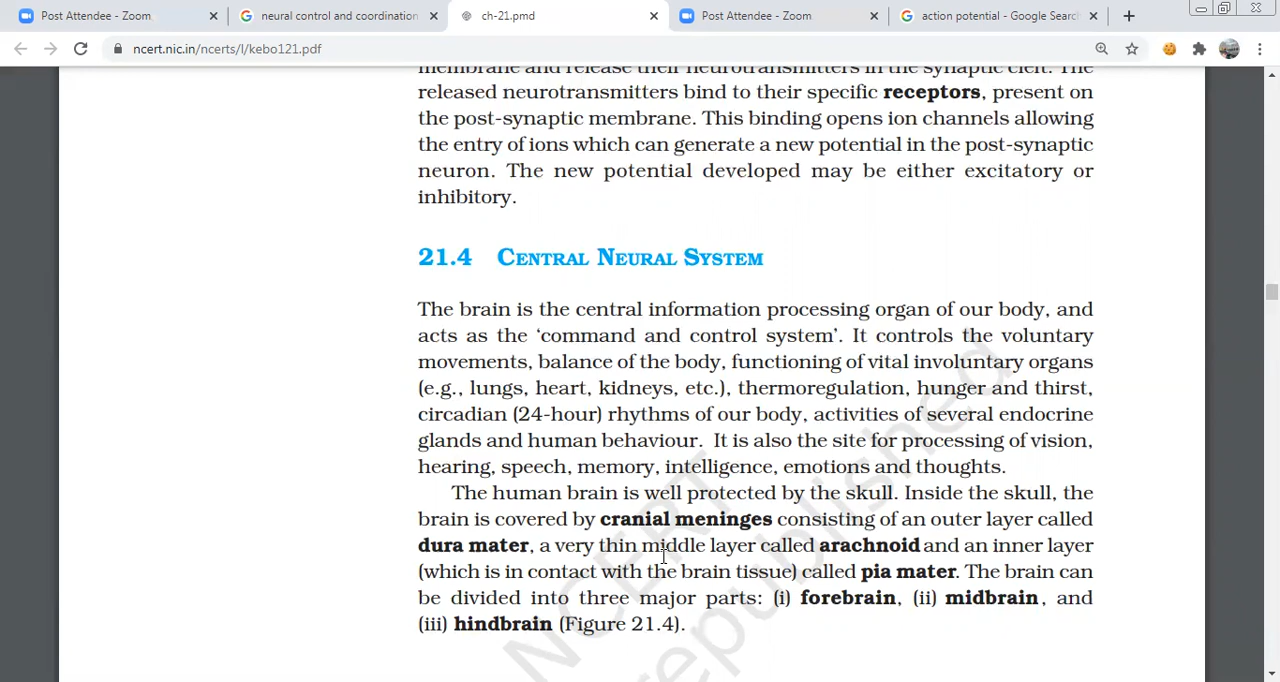 Post Attendee - Zoom
neural control and coordination
ch-21.pmd
Post Attendee - Zoom
action potential - Google Searc
ncert.nic.in/ncerts/l/kebo121.pdf
membrane and release their neurotransmitters in the synaptic cleft. The
released neurotransmitters bind to their specific receptors, present on
the post-synaptic membrane. This binding opens ion channels allowing
the entry of ions which can generate a new potential in the post-synaptic
neuron. The new potential developed may be either excitatory or
inhibitory.
21.4 CENTRAL NEURAL SYSTEM
The brain is the central information processing organ of our body, and
acts as the ‘command and control system’. It controls the voluntary
movements, balance of the body, functioning of vital involuntary organs
(e.g., lungs, heart, kidneys, etc.), thermoregulation, hunger and thirst,
circadian (24-hour) rhythms of our body, activities of several endocrine
glands and human behaviour. It is also the site for processing of vision,
hearing, speech, memory, intelligence, emotions and thoughts.
The human brain is well protected by the skull. Inside the skull, the
brain is covered by cranial meninges consisting of an outer layer called
dura mater, a very thin middle layer called arachnoid and an inner layer
(which is in contact with the brain tissue) called pia mater. The brain can
be divided into three major parts: (i) forebrain, (ii) midbrain, and
(iii) hindbrain (Figure 21.4).
NCERT
republished